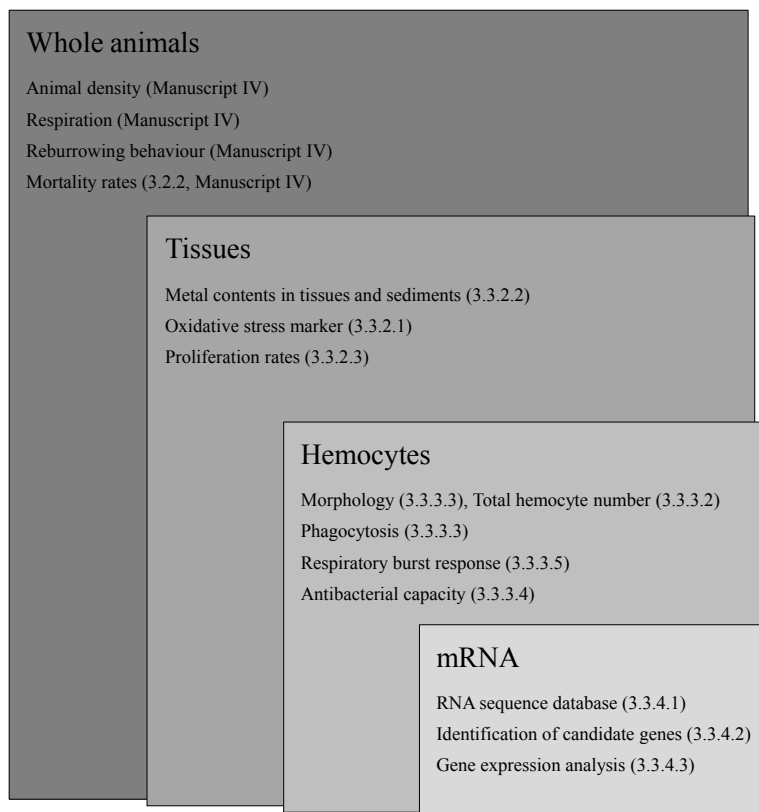 Whole animals
Animal density (Manuscript IV)
Respiration (Manuscript IV)
Reburrowing behaviour (Manuscript IV)
Mortality rates (3.2.2, Manuscript IV)
Tissues
Metal contents in tissues and sediments (3.3.2.2)
Oxidative stress marker (3.3.2.1)
Proliferation rates (3.3.2.3)
Hemocytes
Morphology (3.3.3.3), Total hemocyte number (3.3.3.2)
Phagocytosis (3.3.3.3)
Respiratory burst response (3.3.3.5)
Antibacterial capacity (3.3.3.4)
mRNA
RNA sequence database (3.3.4.1)
Identification of candidate genes (3.3.4.2)
Gene expression analysis (3.3.4.3)